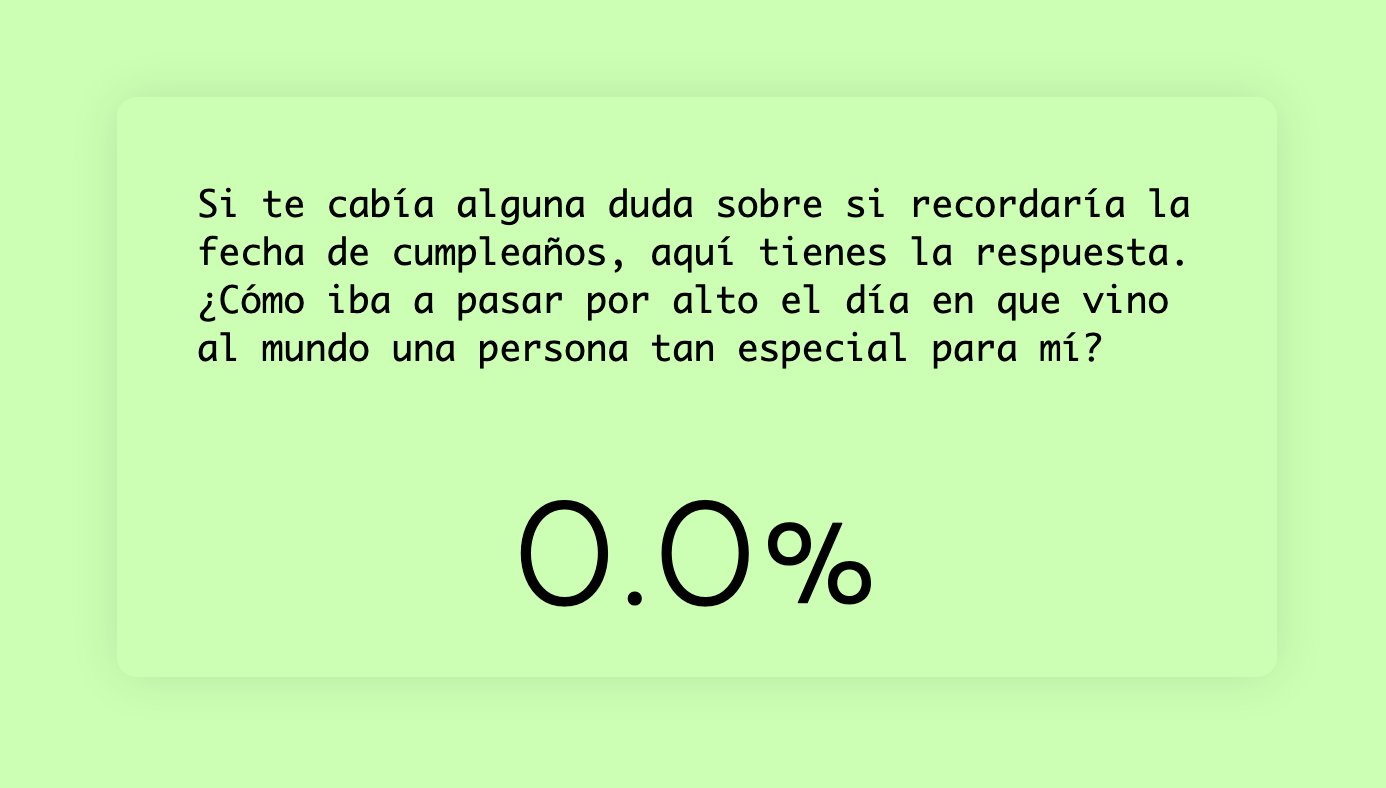 Si te cabía alguna duda sobre si recordaría la
fecha de cumpleaños, aquí tienes la respuesta.
¿Cómo iba a pasar por alto el día en que vino
al mundo una persona tan especial para mí?
0.0%